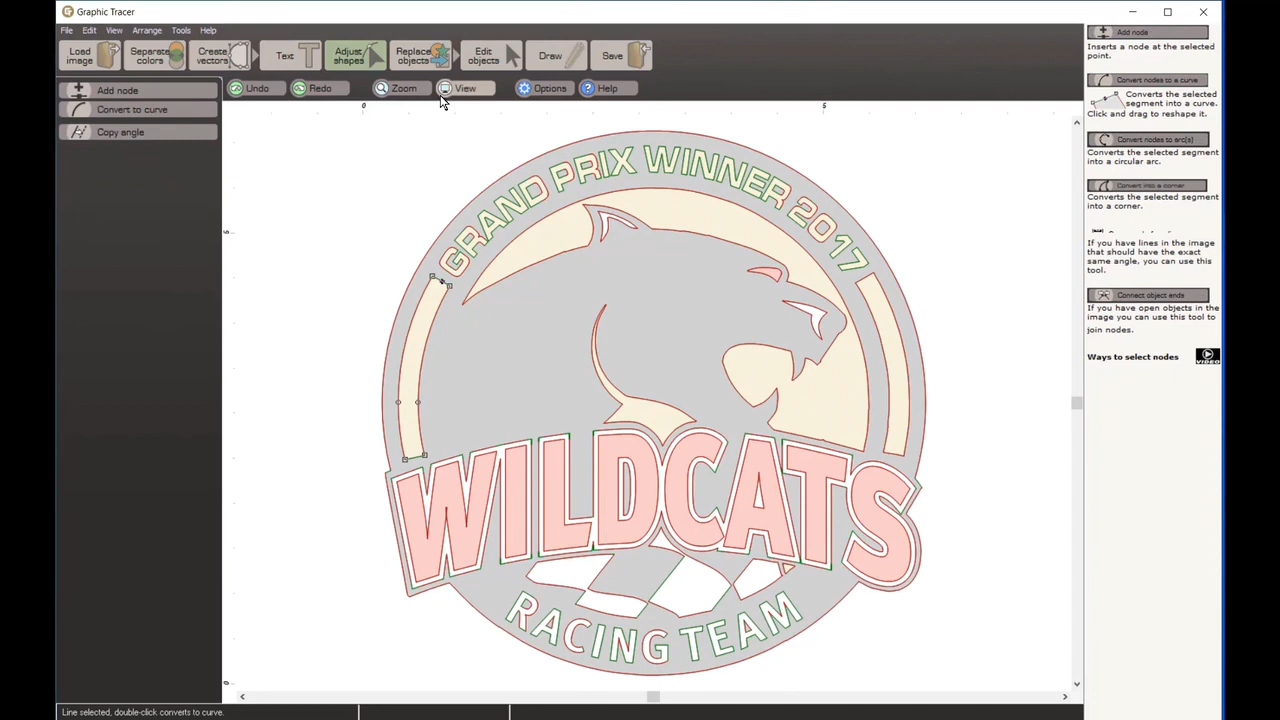 Graphic Tracer
File Edit View Arrange Tools Help
Load image
Separate colors
Create vectors
Text
Adjust shapes
Replace objects
Edit objects
Draw
Save
Undo
Redo
Zoom
View
Options
Help
Add node
Convert to curve
Copy angle
0
5
5
0
GRAND PRIX WINNER 2017
WILDCATS
RACING TEAM
Add node
Inserts a node at the selected
point.
Convert nodes to a curve
Converts the selected
segment into a curve.
Click and drag to reshape it.
Convert nodes to arc(s)
Converts the selected segment
into a circular arc.
Convert into a corner
Converts the selected segment
into a corner.
If you have lines in the image
that should have the exact
same angle, you can use this
tool.
Connect object ends
If you have open objects in the
image you can use this tool to
join nodes.
Ways to select nodes
VIDEO
Line selected, double-click converts to curve.